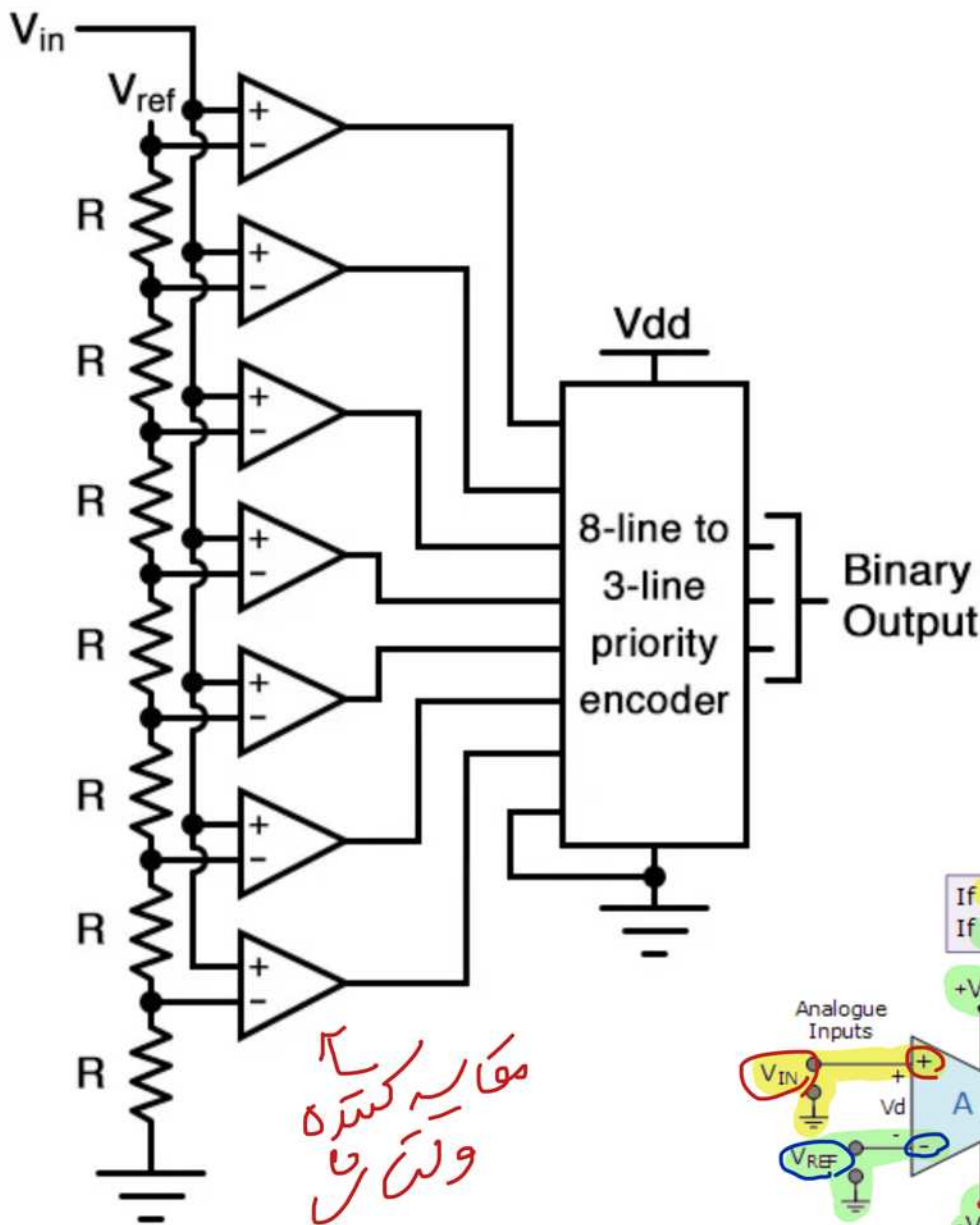 Vin
Vref
+
−
R
+
−
R
+
−
R
+
−
R
+
−
R
+
−
R
+
−
R
Vdd
8-line to
3-line
priority
encoder
Binary
Output
مقایسه کننده
ولتاژ
If
If
+V
Analogue
Inputs
VIN
+
+
Vd
A
-
VREF
−